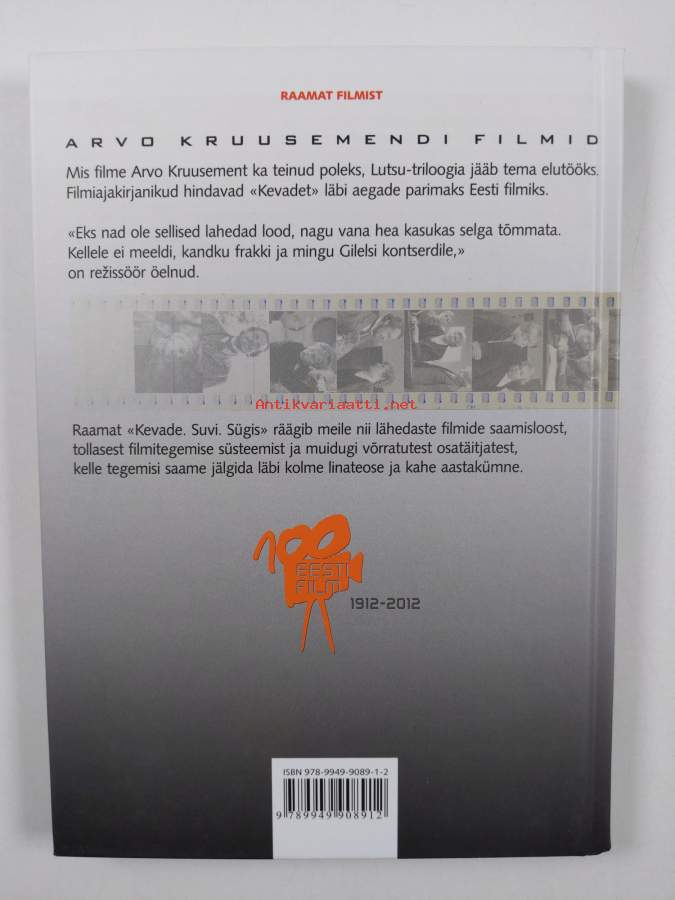 RAAMAT FILMIST
ARVO KRUUSEMENDI FILMID
Mis filme Arvo Kruusement ka teinud poleks, Lutsu-triloogia jääb tema elutööks.
Filmiajakirjanikud hindavad «Kevadet» läbi aegade parimaks Eesti filmiks.
«Eks nad ole sellised lahedad lood, nagu vana hea kasukas selga tõmmata.
Kellele ei meeldi, kandku frakki ja mingu Gilelsi kontserdile,»
on režissöör öelnud.
Antikvariaatti.net
Raamat «Kevade. Suvi. Sügis» räägib meile nii lähedaste filmide saamisloost,
tollasest filmitegemise süsteemist ja muidugi võrratutest osatäitjatest,
kelle tegemisi saame jälgida läbi kolme linateose ja kahe aastakümne.
100
EESTI
FILM
1912-2012
ISBN 978-9949-9089-1-2
9 789949 908912